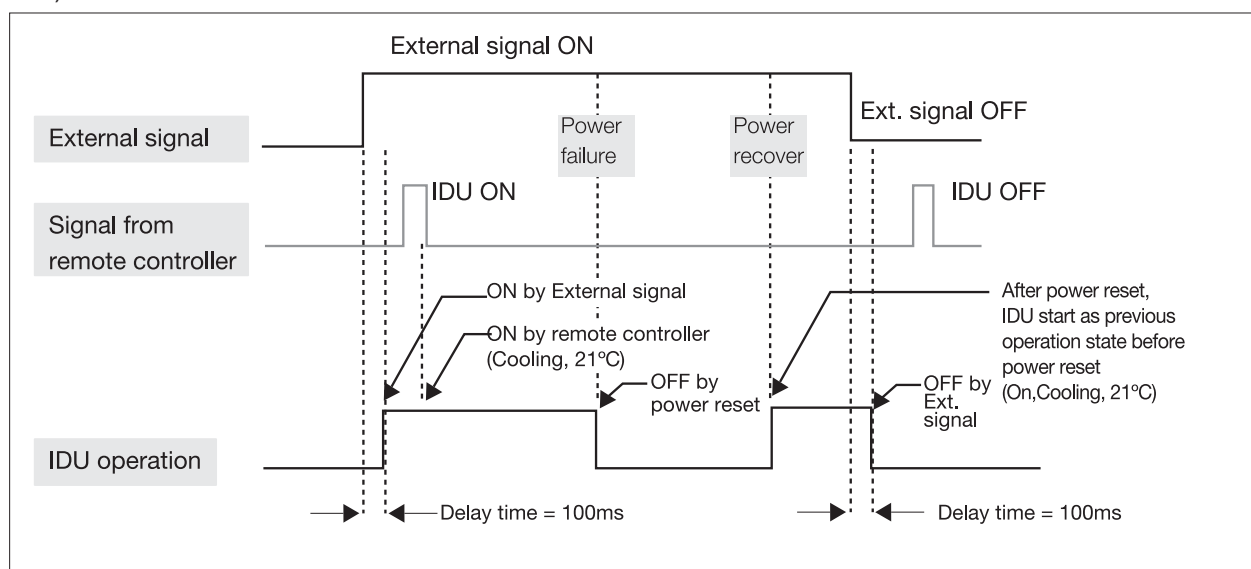 External signal ON
External signal
Power
failure
Power
recover
Ext. signal OFF
Signal from
remote controller
IDU ON
IDU OFF
ON by External signal
ON by remote controller
(Cooling, 21ºC)
OFF by
power reset
After power reset,
IDU start as previous
operation state before
power reset
(On,Cooling, 21ºC)
OFF by
Ext.
signal
IDU operation
Delay time = 100ms
Delay time = 100ms